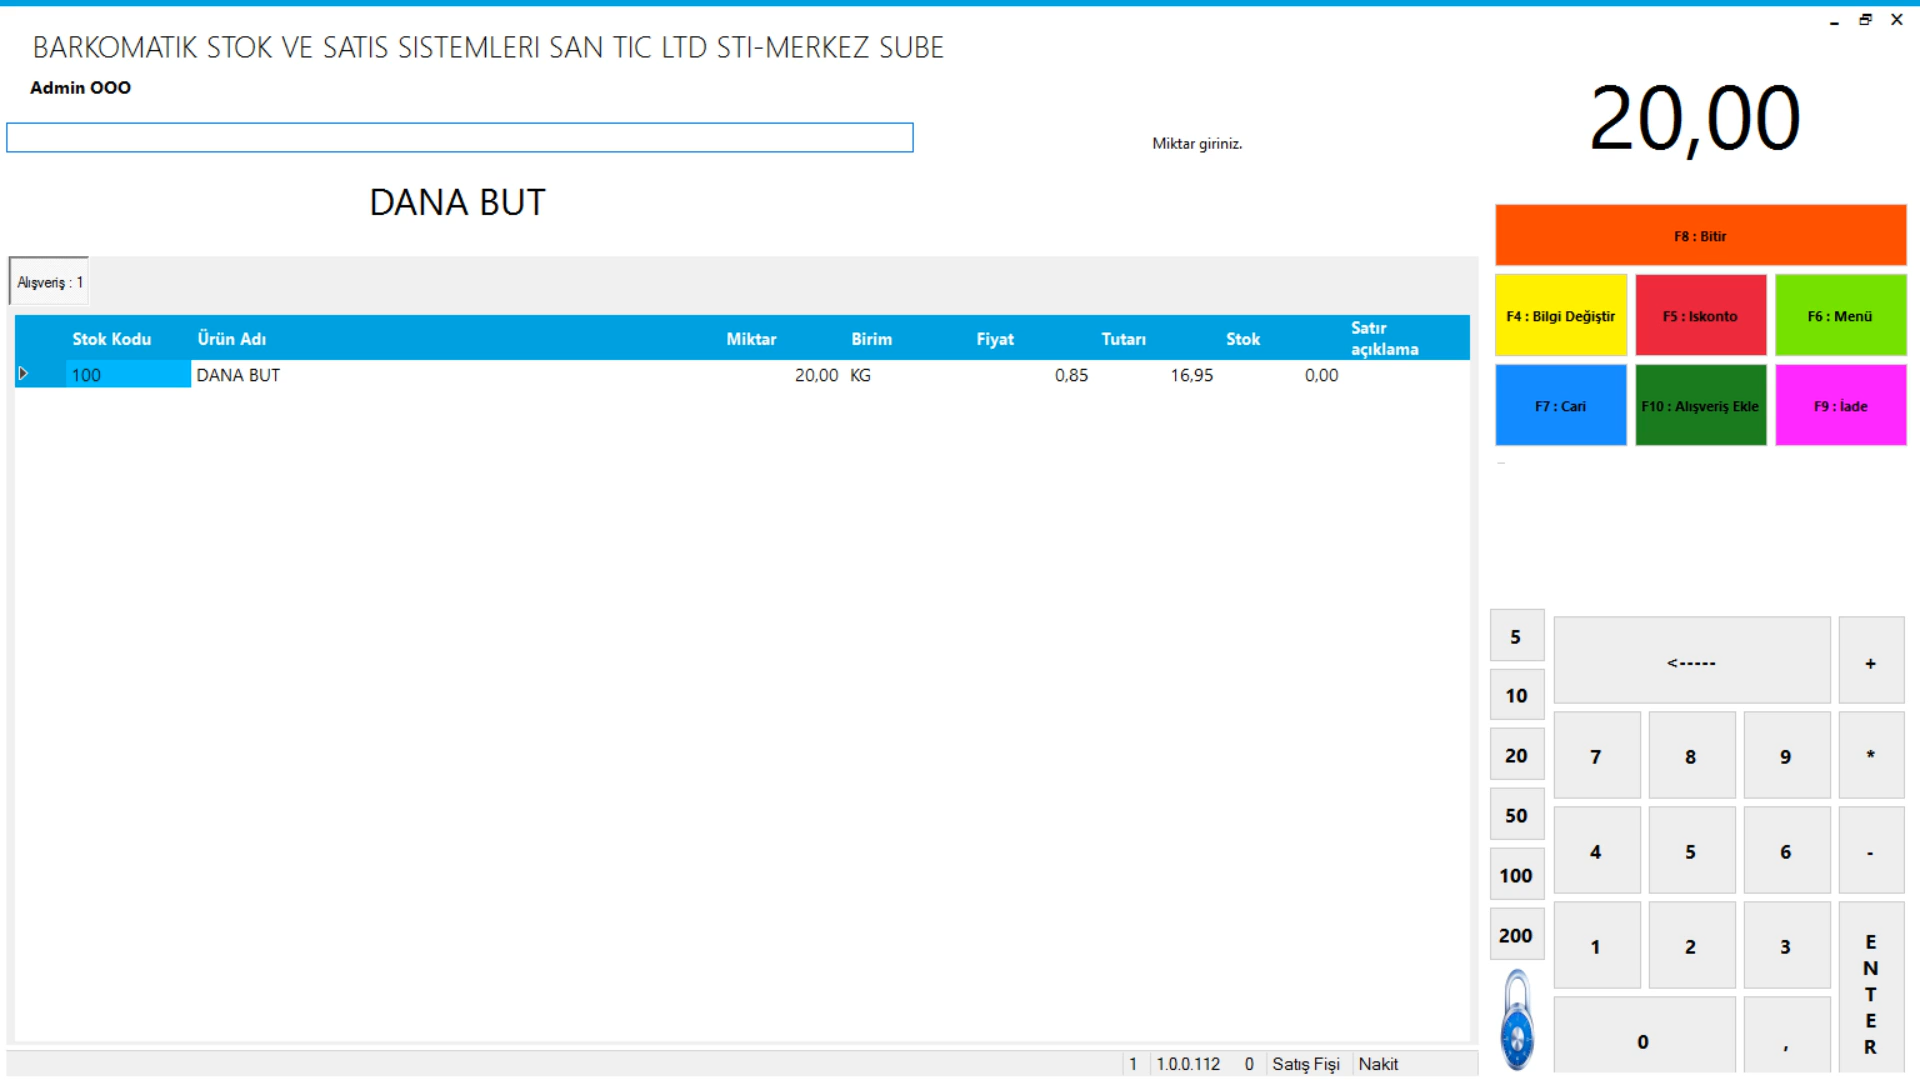 BARKOMATIK STOK VE SATIS SISTEMLERI SAN TIC LTD STI-MERKEZ SUBE
Admin OOO
20,00
Miktar giriniz.
DANA BUT
F8 : Bitir
Alışveriş : 1
F4 : Bilgi Değiştir
F5 : Iskonto
F6 : Menü
Stok Kodu Ürün Adı Miktar Birim Fiyat Tutarı Stok Satır açıklama
100 DANA BUT 20,00 KG 0,85 16,95 0,00
F7 : Cari
F10 : Alışveriş Ekle
F9 : İade
5
<-----
+
10
20
7
8
9
*
50
4
5
6
-
100
200
1
2
3
ENTER
0
,
1 1.0.0.112 0 Satış Fişi Nakit